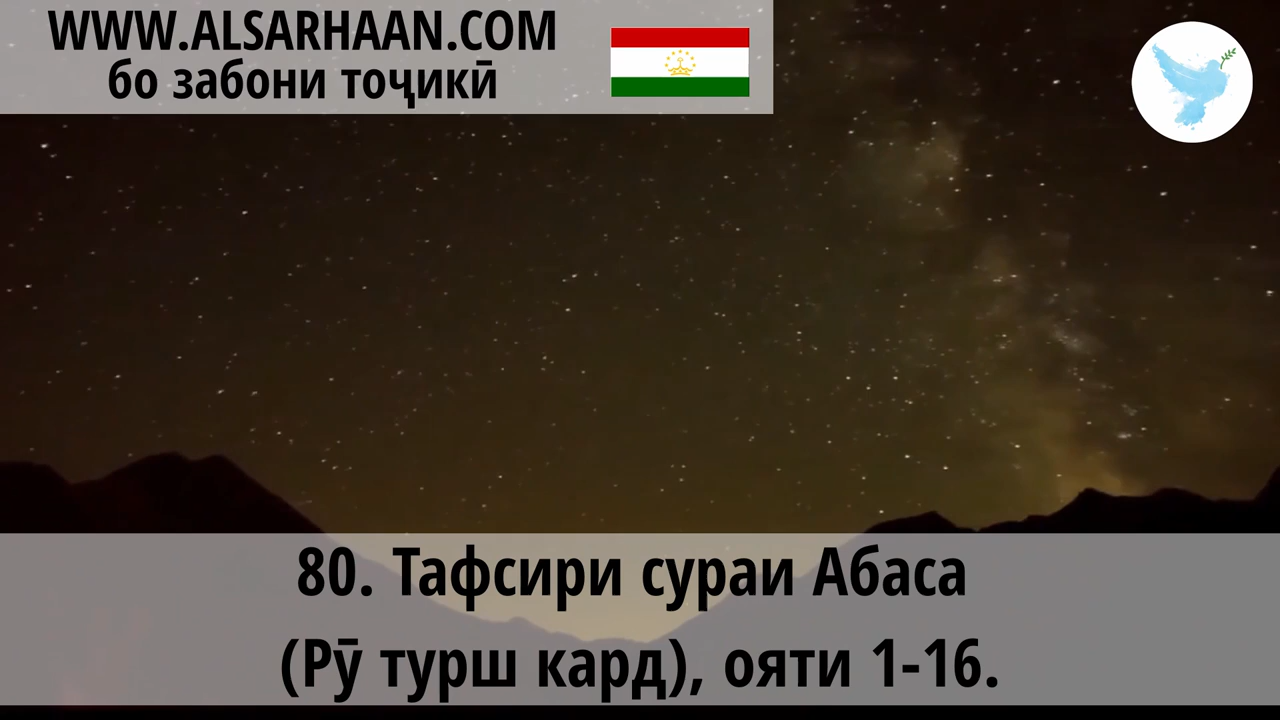 WWW.ALSARHAAN.COM
бо забони тоҷикӣ
80. Тафсири сураи Абаса
(Рӯ турш кард), ояти 1-16.